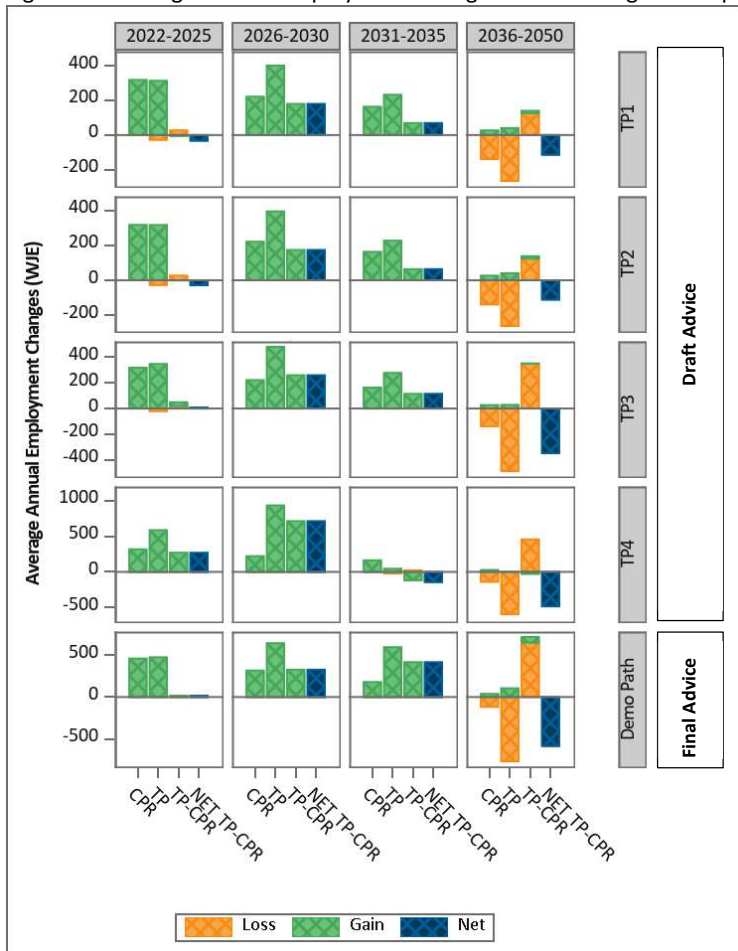 2022-2025 2026-2030 2031-2035 2036-2050
Average Annual Employment Changes (WJE)
400
200
0
-200
TP1
400
200
0
-200
TP2
400
200
0
-200
-400
TP3
1000
500
0
-500
TP4
Draft Advice
500
0
-500
Demo Path
Final Advice
CPR TP TP-CPR NET TP-CPR
CPR TP TP-CPR NET TP-CPR
CPR TP TP-CPR NET TP-CPR
CPR TP TP-CPR NET TP-CPR
Loss Gain Net